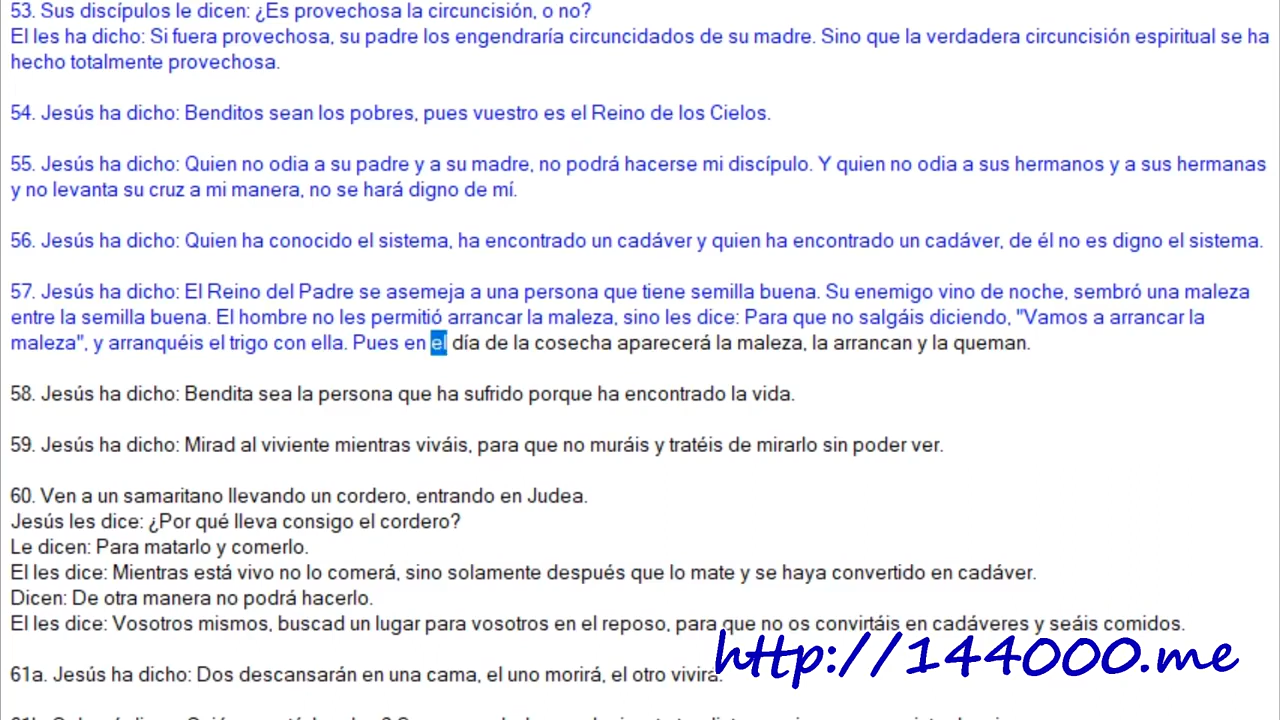 53. Sus discípulos le dicen: ¿Es provechosa la circuncisión, o no?
El les ha dicho: Si fuera provechosa, su padre los engendraría circuncidados de su madre. Sino que la verdadera circuncisión espiritual se ha
hecho totalmente provechosa.
54. Jesús ha dicho: Benditos sean los pobres, pues vuestro es el Reino de los Cielos.
55. Jesús ha dicho: Quien no odia a su padre y a su madre, no podrá hacerse mi discípulo. Y quien no odia a sus hermanos y a sus hermanas
y no levanta su cruz a mi manera, no se hará digno de mí.
56. Jesús ha dicho: Quien ha conocido el sistema, ha encontrado un cadáver y quien ha encontrado un cadáver, de él no es digno el sistema.
57. Jesús ha dicho: El Reino del Padre se asemeja a una persona que tiene semilla buena. Su enemigo vino de noche, sembró una maleza
entre la semilla buena. El hombre no les permitió arrancar la maleza, sino les dice: Para que no salgáis diciendo, "Vamos a arrancar la
maleza", y arranquéis el trigo con ella. Pues en el día de la cosecha aparecerá la maleza, la arrancan y la queman.
58. Jesús ha dicho: Bendita sea la persona que ha sufrido porque ha encontrado la vida.
59. Jesús ha dicho: Mirad al viviente mientras viváis, para que no muráis y tratéis de mirarlo sin poder ver.
60. Ven a un samaritano llevando un cordero, entrando en Judea.
Jesús les dice: ¿Por qué lleva consigo el cordero?
Le dicen: Para matarlo y comerlo.
El les dice: Mientras está vivo no lo comerá, sino solamente después que lo mate y se haya convertido en cadáver.
Dicen: De otra manera no podrá hacerlo.
El les dice: Vosotros mismos, buscad un lugar para vosotros en el reposo, para que no os convirtáis en cadáveres y seáis comidos.
http://144000.me
61a. Jesús ha dicho: Dos descansarán en una cama, el uno morirá, el otro vivirá.